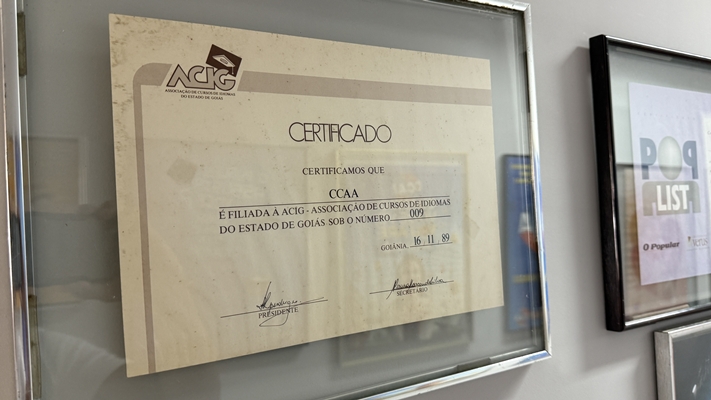 ACIG
ASSOCIAÇÃO DE CURSOS DE IDIOMAS
DO ESTADO DE GOIÁS
CERTIFICADO
CERTIFICAMOS QUE
CCAA
É FILIADA À ACIG - ASSOCIAÇÃO DE CURSOS DE IDIOMAS
DO ESTADO DE GOIÁS SOB O NÚMERO 009
GOIÂNIA, 16.11.89
PRESIDENTE
SECRETÁRIO
POP
LIST
O Popular